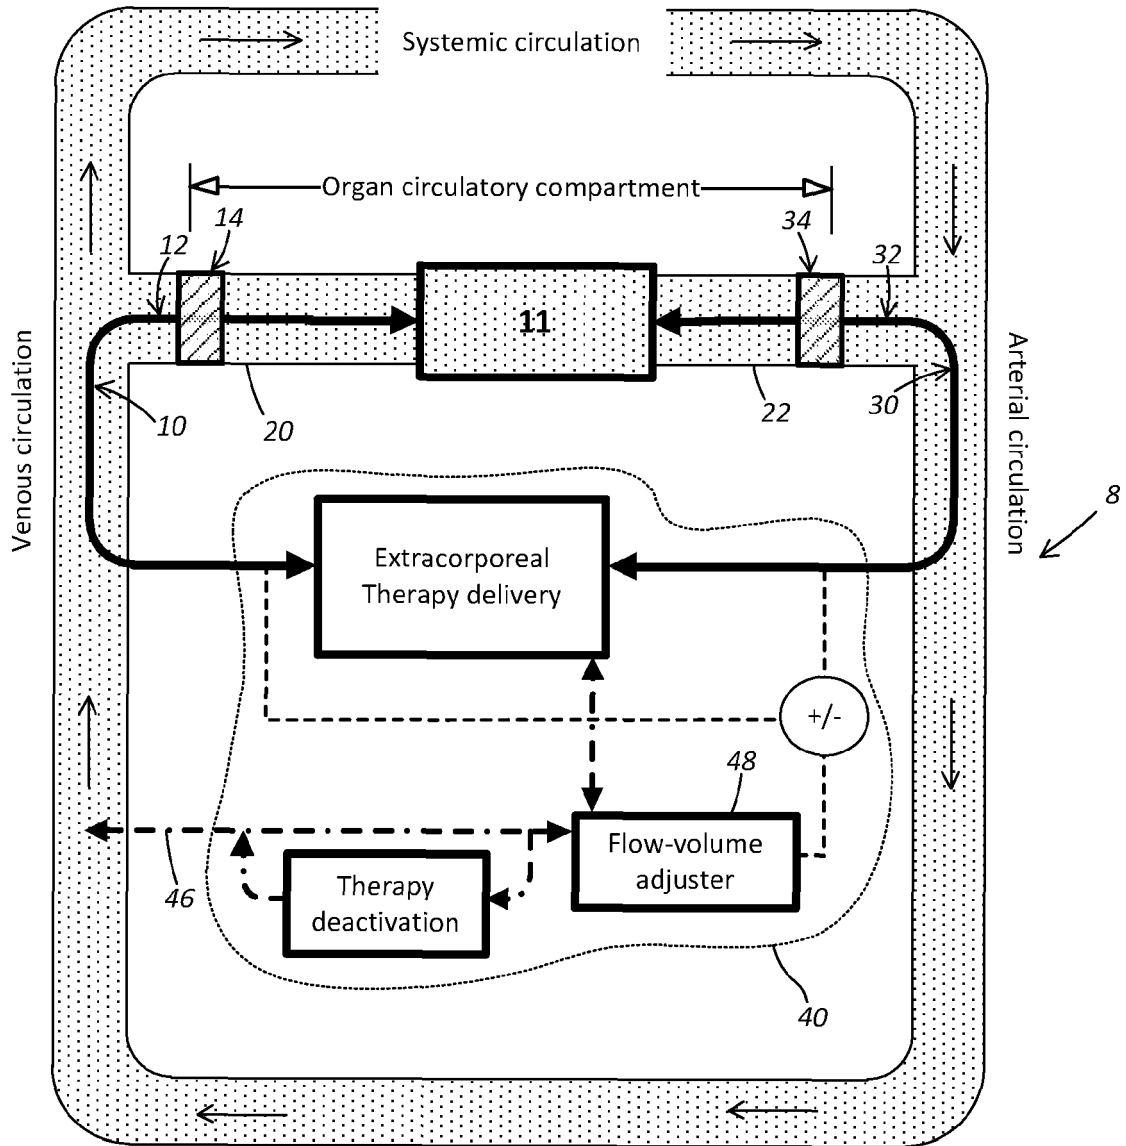 Systemic circulation
Organ circulatory compartment
14
34
12
32
11
Venous circulation
Arterial circulation
10
20
22
30
8
Extracorporeal
Therapy delivery
+/-
48
Flow-volume
adjuster
46
Therapy
deactivation
40